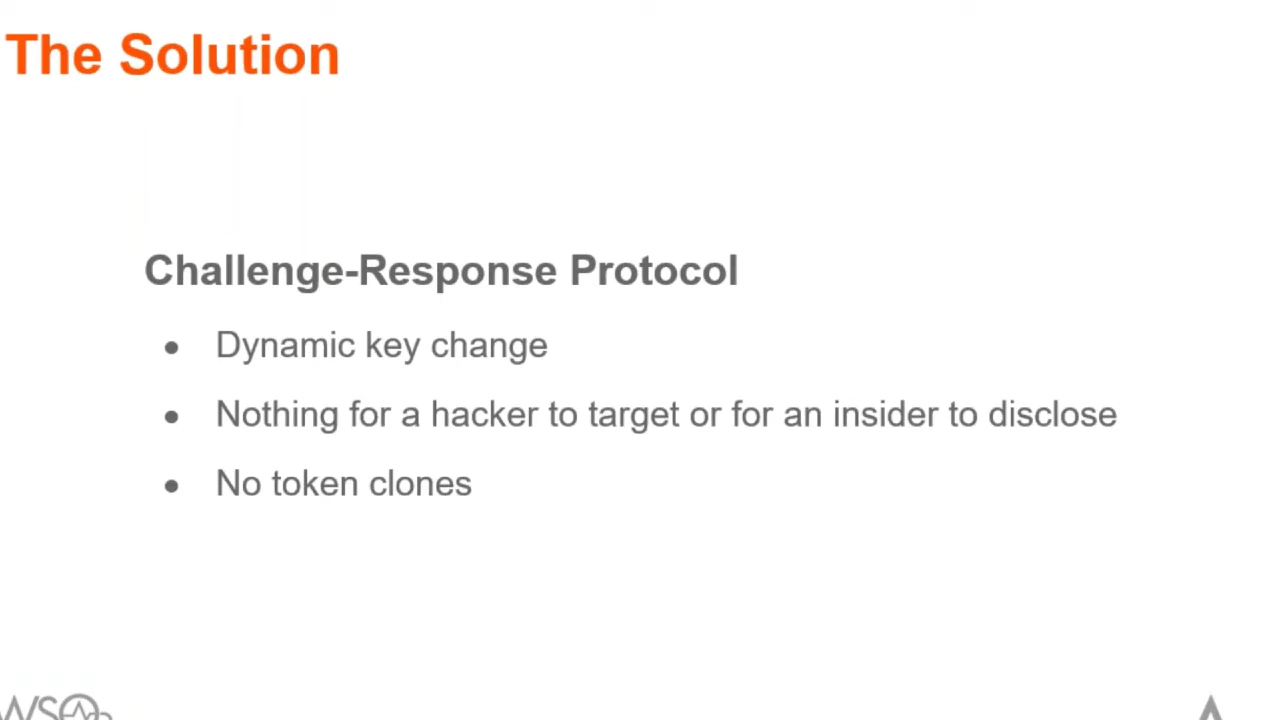 The Solution
Challenge-Response Protocol
● Dynamic key change
● Nothing for a hacker to target or for an insider to disclose
● No token clones
WSO2